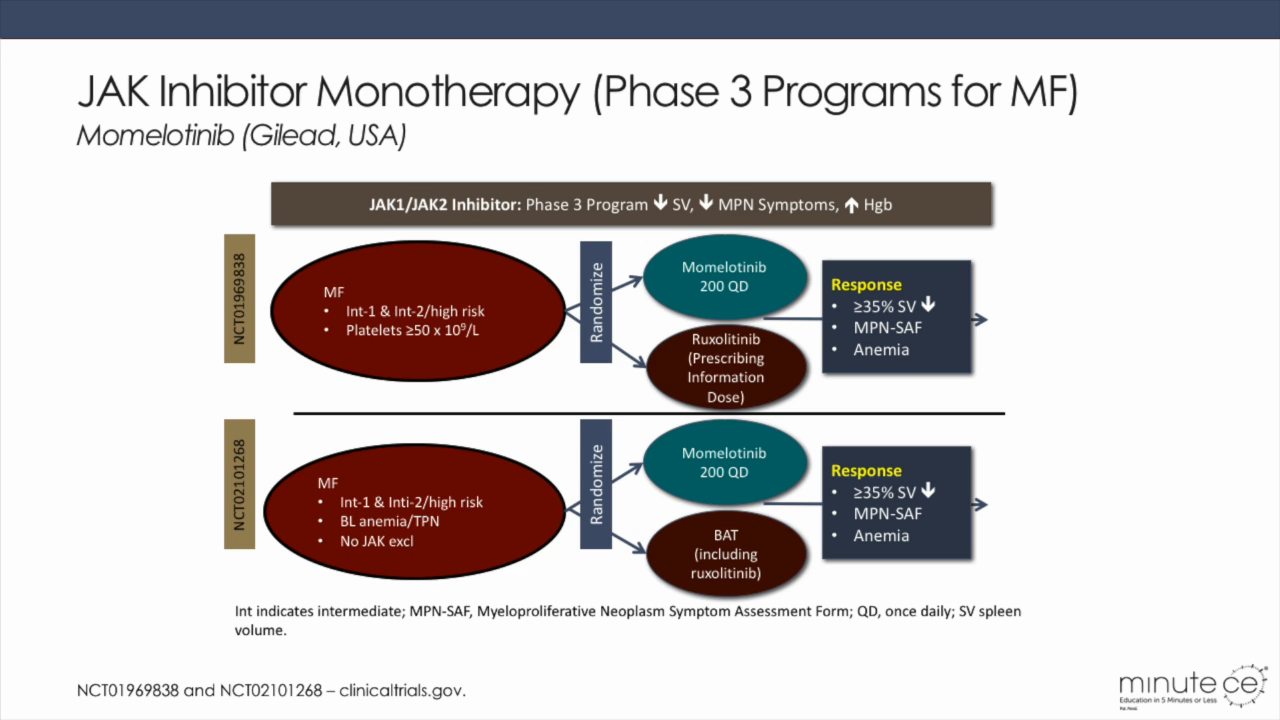 JAK Inhibitor Monotherapy (Phase 3 Programs for MF)
Momelotinib (Gilead, USA)
JAK1/JAK2 Inhibitor: Phase 3 Program 🡻 SV, 🡻 MPN Symptoms, 🡹 Hgb
NCT01969838
MF
• Int-1 & Int-2/high risk
• Platelets ≥50 x 10⁹/L
Randomize
Momelotinib
200 QD
Ruxolitinib
(Prescribing
Information
Dose)
Response
• ≥35% SV 🡻
• MPN-SAF
• Anemia
NCT02101268
MF
• Int-1 & Inti-2/high risk
• BL anemia/TPN
• No JAK excl
Randomize
Momelotinib
200 QD
BAT
(including
ruxolitinib)
Response
• ≥35% SV 🡻
• MPN-SAF
• Anemia
Int indicates intermediate; MPN-SAF, Myeloproliferative Neoplasm Symptom Assessment Form; QD, once daily; SV spleen
volume.
NCT01969838 and NCT02101268 – clinicaltrials.gov.
minute ce®
Education in 5 Minutes or Less